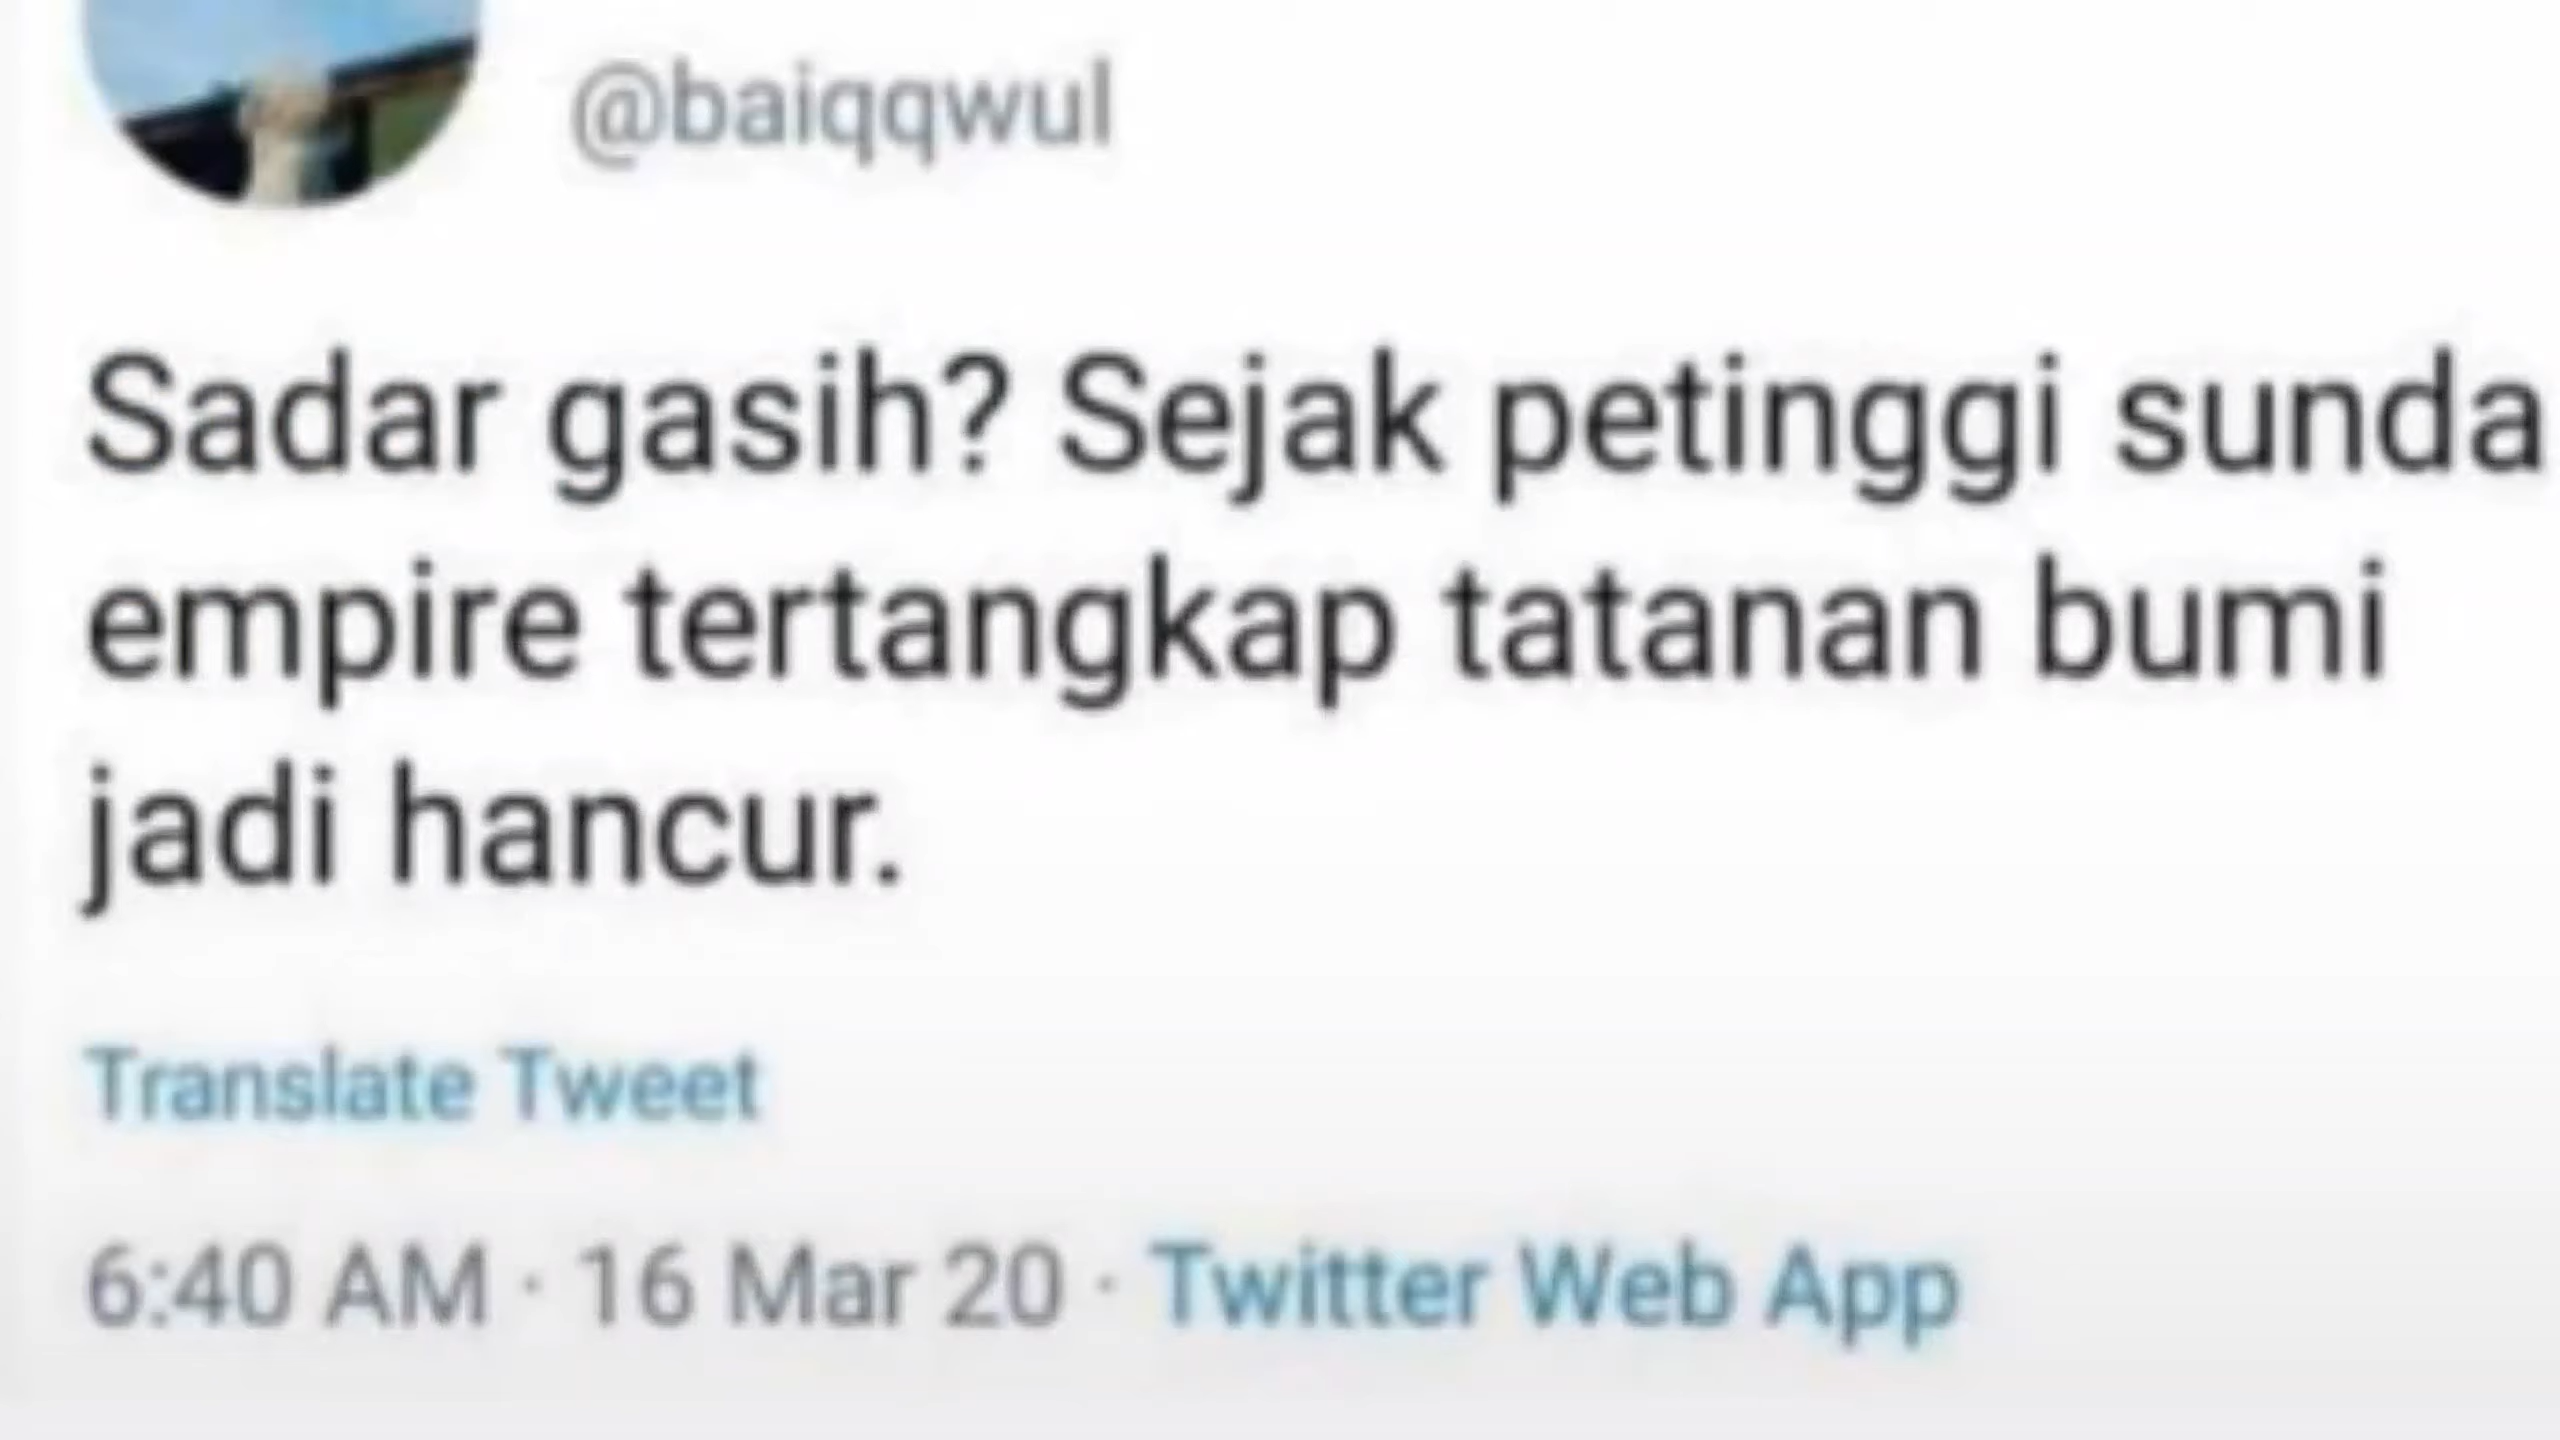 @baiqqwul
Sadar gasih? Sejak petinggi sunda
empire tertangkap tatanan bumi
jadi hancur.
Translate Tweet
6:40 AM · 16 Mar 20 · Twitter Web App